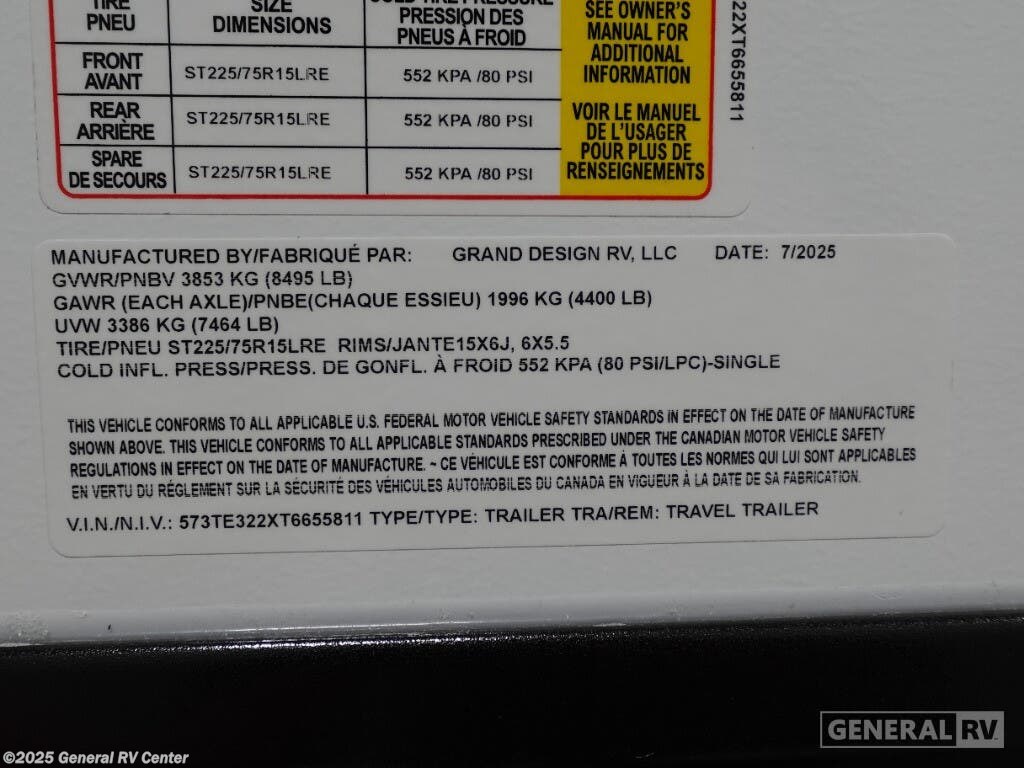 TIRE SIZE COLD TIRE PRESSURE
PNEU DIMENSIONS PRESSION DES
PNEUS À FROID
SEE OWNER'S
MANUAL FOR
ADDITIONAL
INFORMATION
FRONT
AVANT ST225/75R15LRE 552 KPA /80 PSI
REAR
ARRIÈRE ST225/75R15LRE 552 KPA /80 PSI
SPARE
DE SECOURS ST225/75R15LRE 552 KPA /80 PSI
VOIR LE MANUEL
DE L'USAGER
POUR PLUS DE
RENSEIGNEMENTS
22XT6655811
MANUFACTURED BY/FABRIQUÉ PAR: GRAND DESIGN RV, LLC DATE: 7/2025
GVWR/PNBV 3853 KG (8495 LB)
GAWR (EACH AXLE)/PNBE(CHAQUE ESSIEU) 1996 KG (4400 LB)
UVW 3386 KG (7464 LB)
TIRE/PNEU ST225/75R15LRE RIMS/JANTE15X6J, 6X5.5
COLD INFL. PRESS/PRESS. DE GONFL. À FROID 552 KPA (80 PSI/LPC)-SINGLE
THIS VEHICLE CONFORMS TO ALL APPLICABLE U.S. FEDERAL MOTOR VEHICLE SAFETY STANDARDS IN EFFECT ON THE DATE OF MANUFACTURE
SHOWN ABOVE. THIS VEHICLE CONFORMS TO ALL APPLICABLE STANDARDS PRESCRIBED UNDER THE CANADIAN MOTOR VEHICLE SAFETY
REGULATIONS IN EFFECT ON THE DATE OF MANUFACTURE. ~ CE VÉHICULE EST CONFORME À TOUTES LES NORMES QUI LUI SONT APPLICABLES
EN VERTU DU RÉGLEMENT SUR LA SÉCURITÉ DES VÉHICULES AUTOMOBILES DU CANADA EN VIGUEUR À LA DATE DE SA FABRICATION.
V.I.N./N.I.V.: 573TE322XT6655811 TYPE/TYPE: TRAILER TRA/REM: TRAVEL TRAILER
GENERAL RV
©2025 General RV Center